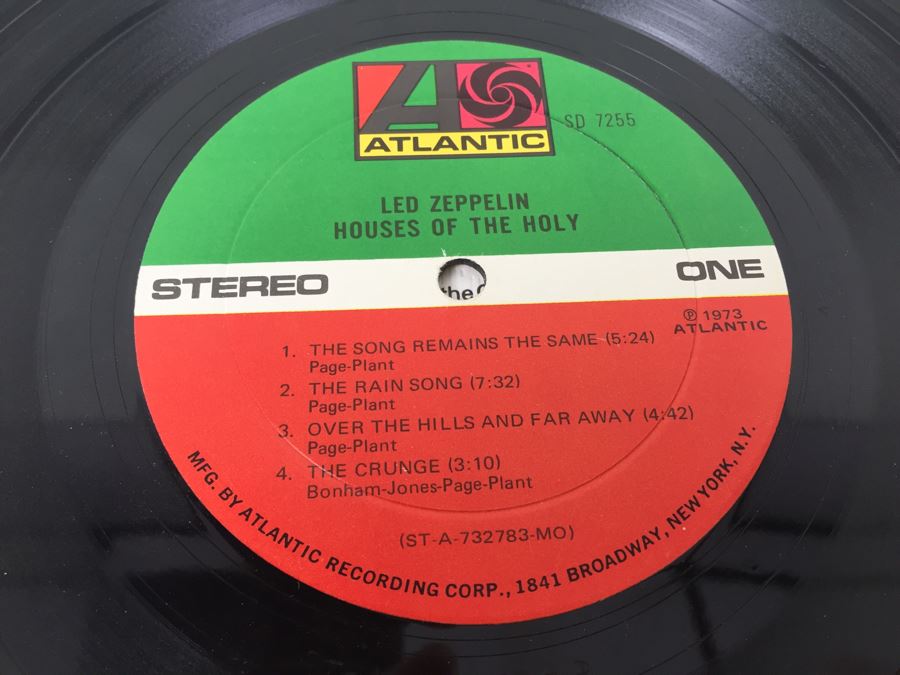 ATLANTIC
SD 7255
LED ZEPPELIN
HOUSES OF THE HOLY
STEREO
ONE
the
℗ 1973
ATLANTIC
1. THE SONG REMAINS THE SAME (5:24)
Page-Plant
2. THE RAIN SONG (7:32)
Page-Plant
3. OVER THE HILLS AND FAR AWAY (4:42)
Page-Plant
4. THE CRUNGE (3:10)
Bonham-Jones-Page-Plant
(ST-A-732783-MO)
MFG. BY ATLANTIC RECORDING CORP., 1841 BROADWAY, NEW YORK, N.Y.